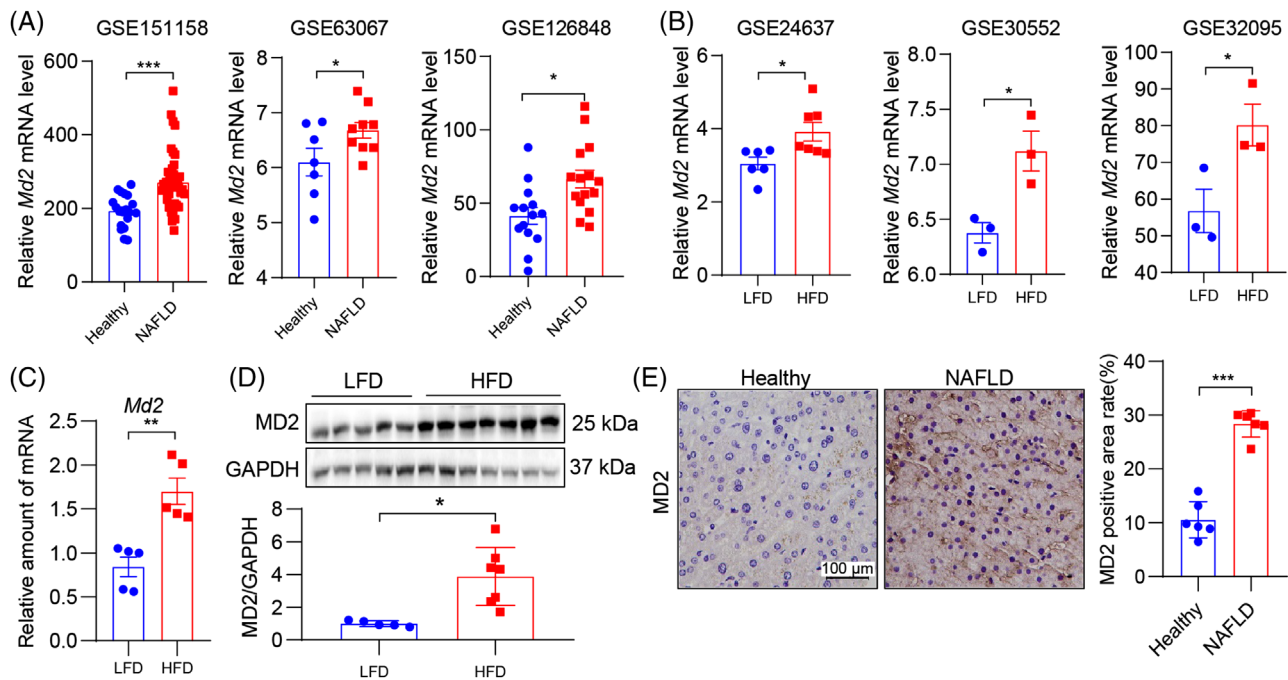 (A)
GSE151158
Relative Md2 mRNA level
600
400
200
0
***
Healthy
NAFLD
GSE63067
Relative Md2 mRNA level
8
7
6
5
4
*
Healthy
NAFLD
GSE126848
Relative Md2 mRNA level
150
100
50
0
*
Healthy
NAFLD
(B)
GSE24637
Relative Md2 mRNA level
6
4
2
0
*
LFD
HFD
GSE30552
Relative Md2 mRNA level
8.0
7.5
7.0
6.5
6.0
*
LFD
HFD
GSE32095
Relative Md2 mRNA level
100
90
80
70
60
50
40
*
LFD
HFD
(C)
Md2
Relative amount of mRNA
2.5
2.0
1.5
1.0
0.5
0.0
**
LFD
HFD
(D)
LFD
HFD
MD2
25 kDa
GAPDH
37 kDa
MD2/GAPDH
8
6
4
2
0
*
LFD
HFD
(E)
Healthy
NAFLD
MD2
100 µm
MD2 positive area rate(%)
40
30
20
10
0
***
Healthy
NAFLD